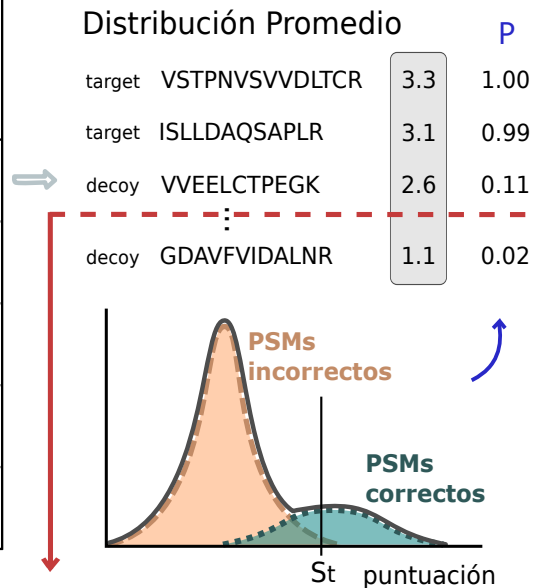 Distribución Promedio
P
target VSTPNVSVVDLTCR 3.3 1.00
target ISLLDAQSAPLR 3.1 0.99
decoy VVEELCTPEGK 2.6 0.11
decoy GDAVFVIDALNR 1.1 0.02
PSMs
incorrectos
PSMs
correctos
St puntuación